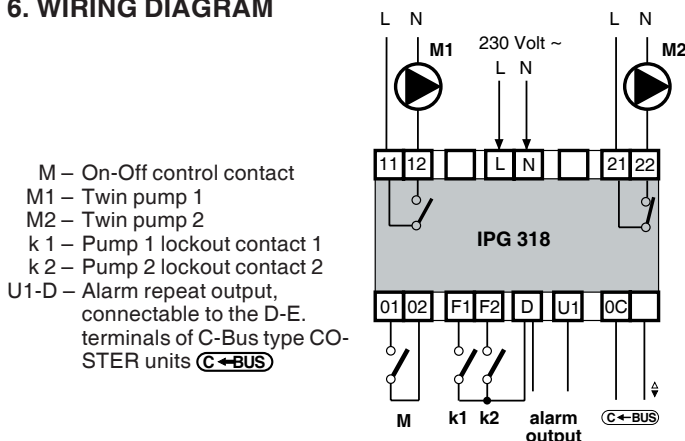 6. WIRING DIAGRAM
M – On-Off control contact
M1 – Twin pump 1
M2 – Twin pump 2
k 1 – Pump 1 lockout contact 1
k 2 – Pump 2 lockout contact 2
U1-D – Alarm repeat output,
connectable to the D-E.
terminals of C-Bus type CO-
STER units C BUS
L N
M1
230 Volt ~
L N
L N
M2
11 12 L N 21 22
IPG 318
01 02 F1 F2 D U1 0C
M k1 k2 alarm output C BUS